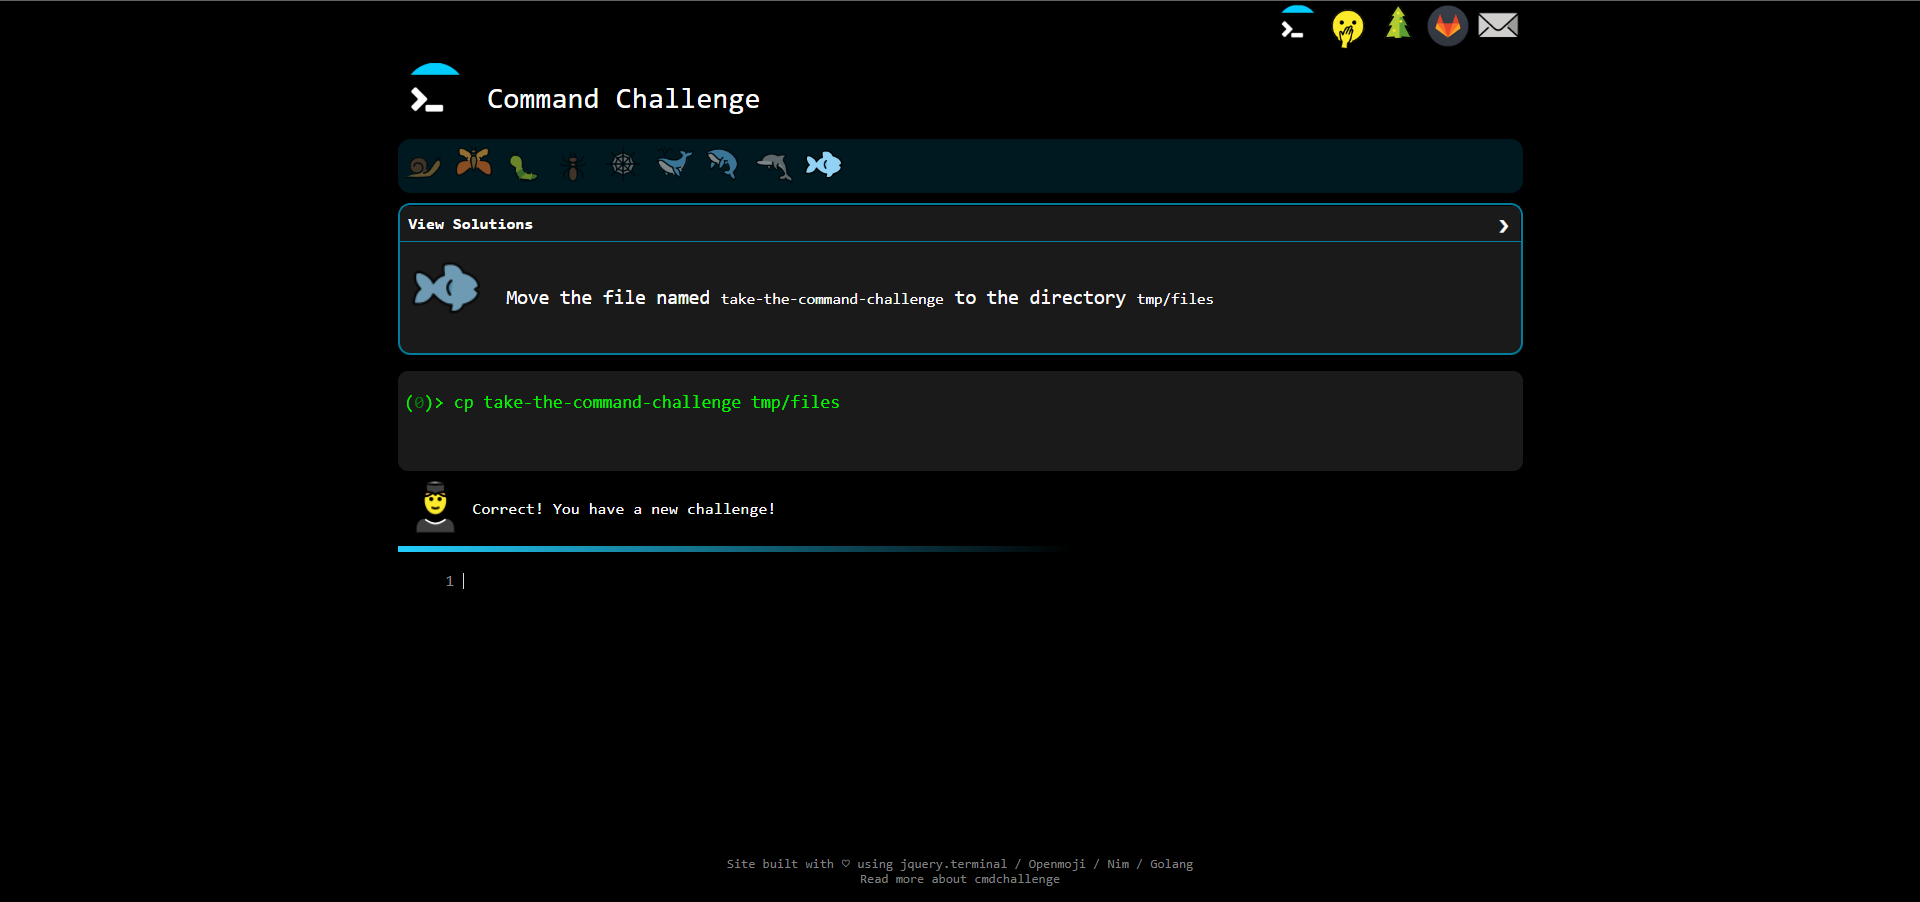 Command Challenge
View Solutions
Move the file named take-the-command-challenge to the directory tmp/files
(0)> cp take-the-command-challenge tmp/files
Correct! You have a new challenge!
1
Site built with ♡ using jquery.terminal / Openmoji / Nim / Golang
Read more about cmdchallenge